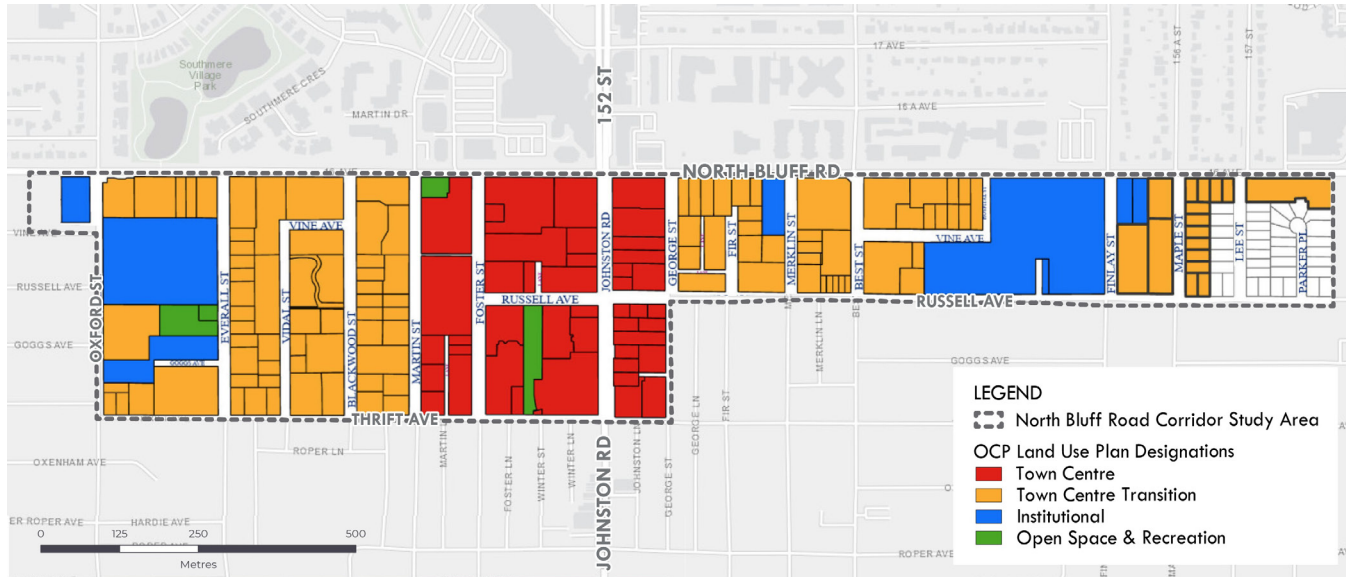 17 AVE
Southmere
Village
Park
SOUTHMERE CRES
MARTIN DR
152 ST
16 A AVE
156 A ST
157 ST
NORTH BLUFF RD
16 AVE
VINE AVE
VINE AVE
VINE AVE
RUSSELL AVE
RUSSELL AVE
RUSSELL AVE
GOGGS AVE
GOGGS AVE
GOGGS AVE
OXFORD ST
EVERALL ST
VIDAL ST
BLACKWOOD ST
MARTIN ST
FOSTER ST
JOHNSTON RD
GEORGE ST
FIR ST
MERKLIN ST
BEST ST
FINLAY ST
MAPLE ST
LEE ST
PARKER PL
THRIFT AVE
ROPER LN
OXENHAM AVE
ER ROPER AVE
HARDIE AVE
FOSTER LN
WINTER ST
WINTER LN
JOHNSTON RD
JOHNSTON LN
GEORGE ST
GEORGE LN
FIR ST
MERKLIN LN
ROPER AVE
LEGEND
North Bluff Road Corridor Study Area
OCP Land Use Plan Designations
Town Centre
Town Centre Transition
Institutional
Open Space & Recreation
0 125 250 500
Metres